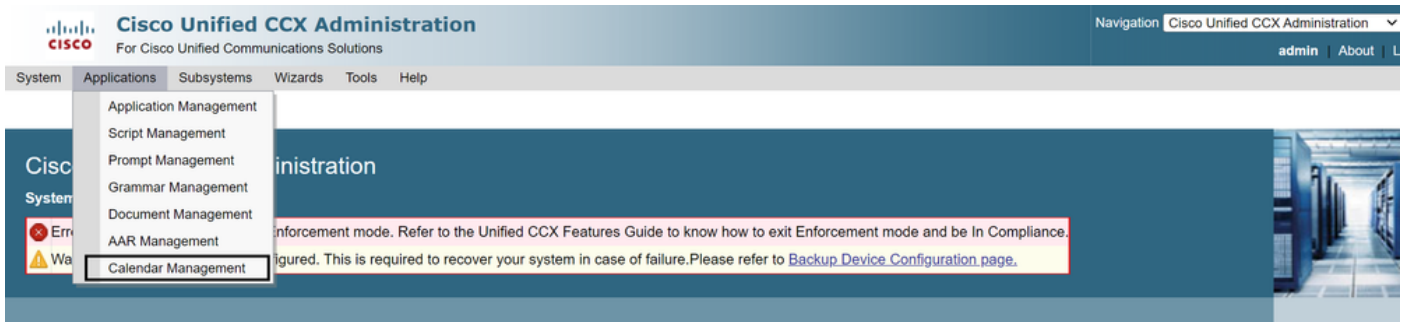 Cisco Unified CCX Administration
For Cisco Unified Communications Solutions
CISCO
Navigation Cisco Unified CCX Administration
admin About L
System Applications Subsystems Wizards Tools Help
Application Management
Script Management
Prompt Management
Grammar Management
Document Management
AAR Management
Calendar Management
Cisc inistration
System
Err nforcement mode. Refer to the Unified CCX Features Guide to know how to exit Enforcement mode and be In Compliance.
Wa igured. This is required to recover your system in case of failure.Please refer to Backup Device Configuration page.